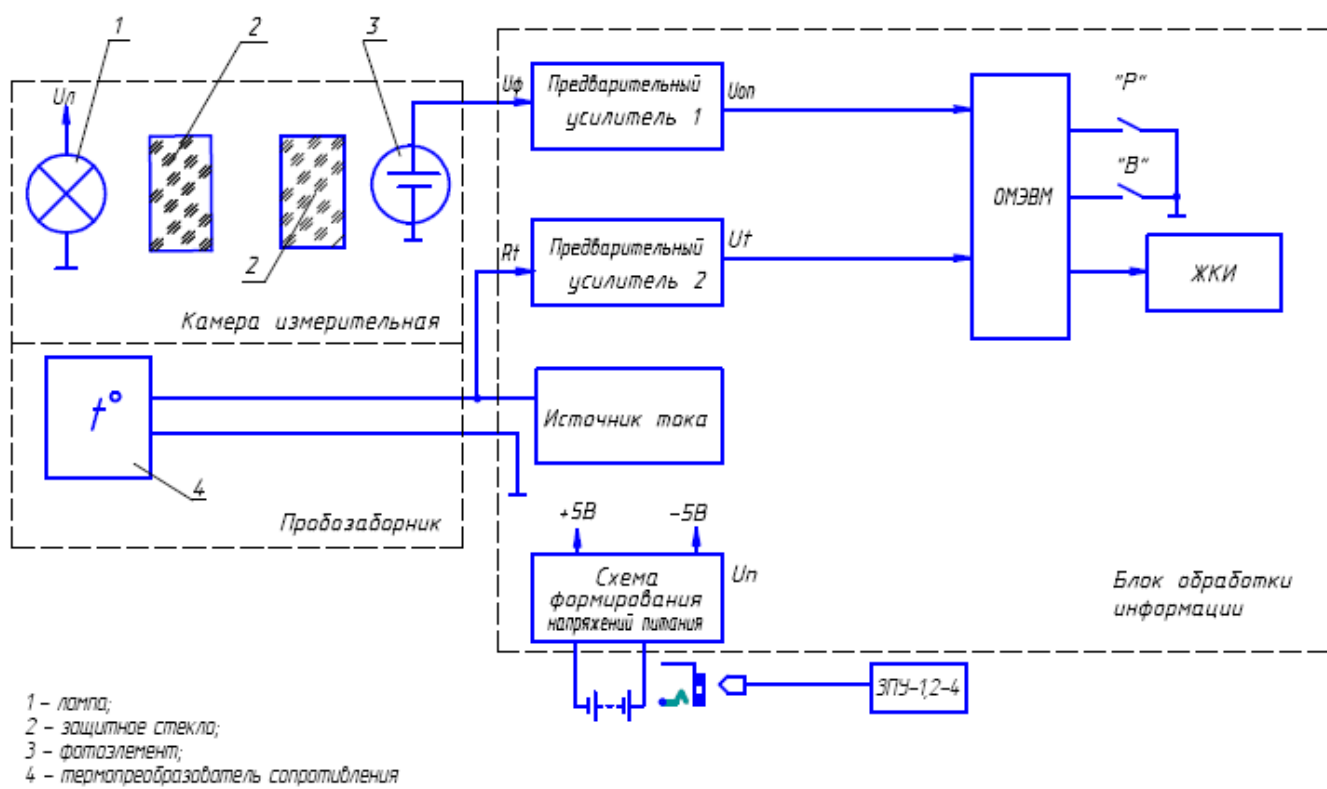 1
2
3
Uл
Uф
Предварительный
усилитель 1
Uоп
"Р"
"В"
ОМЭВМ
2
Rt
Предварительный
усилитель 2
Ut
ЖКИ
Камера измерительная
t°
Источник тока
4
Пробозаборник
+5В
-5В
Схема
формирования
напряжений питания
Uп
Блок обработки
информации
ЗПУ-1,2-4
1 - лампа;
2 - защитное стекло;
3 - фотоэлемент;
4 - термопреобразователь сопротивления